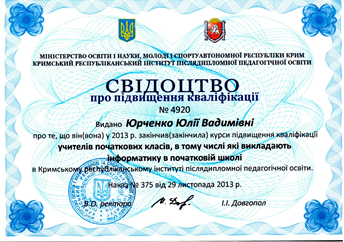 МІНІСТЕРСТВО ОСВІТИ І НАУКИ, МОЛОДІ І СПОРТУ АВТОНОМНОЇ РЕСПУБЛІКИ КРИМ
КРИМСЬКИЙ РЕСПУБЛІКАНСЬКИЙ ІНСТИТУТ ПІСЛЯДИПЛОМНОЇ ПЕДАГОГІЧНОЇ ОСВІТИ
СВІДОЦТВО
про підвищення кваліфікації
№ 4920
Видано Юрченко Юлії Вадимівні
про те, що він(вона) у 2013 р. закінчив(закінчила) курси підвищення кваліфікації
учителів початкових класів, в тому числі які викладають
інформатику в початковій школі
в Кримському республіканському інституті післядипломної педагогічної освіти.
Наказ № 375 від 29 листопада 2013 р.
В.О. ректора І.І. Довгопол